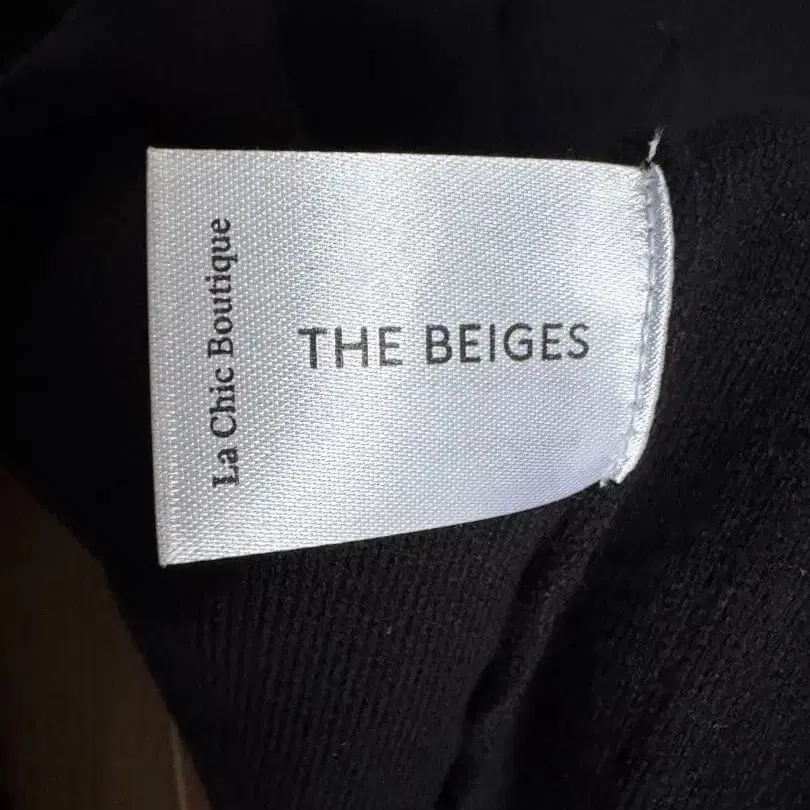 La Chic Boutique
THE BEIGES